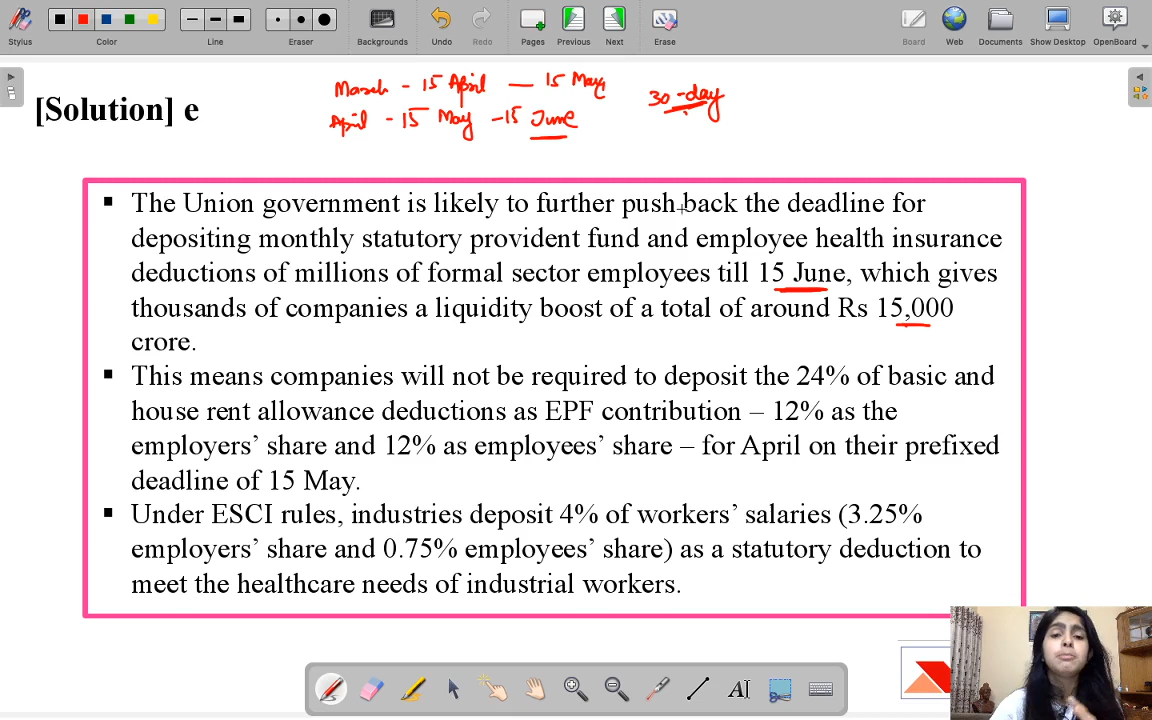 Stylus
Color
Line
Eraser
Backgrounds
Undo
Redo
Pages
Previous
Next
Erase
Board
Web
Documents
Show Desktop
OpenBoard
March - 15 April — 15 May
April - 15 May - 15 June
30-day
[Solution] e
▪ The Union government is likely to further push back the deadline for
depositing monthly statutory provident fund and employee health insurance
deductions of millions of formal sector employees till 15 June, which gives
thousands of companies a liquidity boost of a total of around Rs 15,000
crore.
▪ This means companies will not be required to deposit the 24% of basic and
house rent allowance deductions as EPF contribution – 12% as the
employers’ share and 12% as employees’ share – for April on their prefixed
deadline of 15 May.
▪ Under ESCI rules, industries deposit 4% of workers’ salaries (3.25%
employers’ share and 0.75% employees’ share) as a statutory deduction to
meet the healthcare needs of industrial workers.
AI